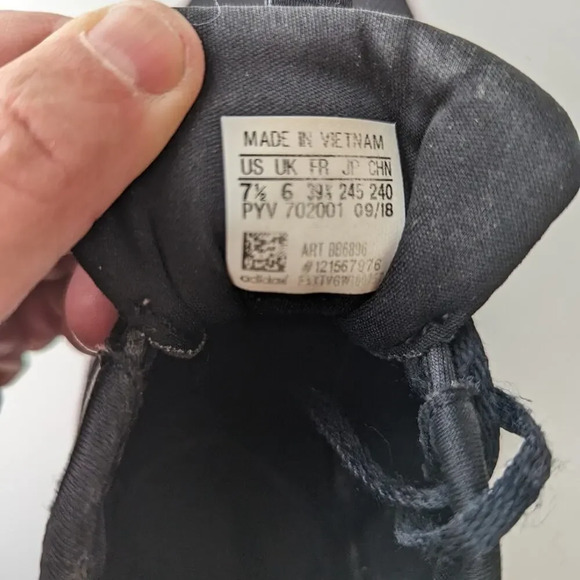 MADE IN VIETNAM
US UK FR JP CHN
7½ 6 39⅓ 245 240
PYV 702001 09/18
ART BB6896
#121567976
adidas